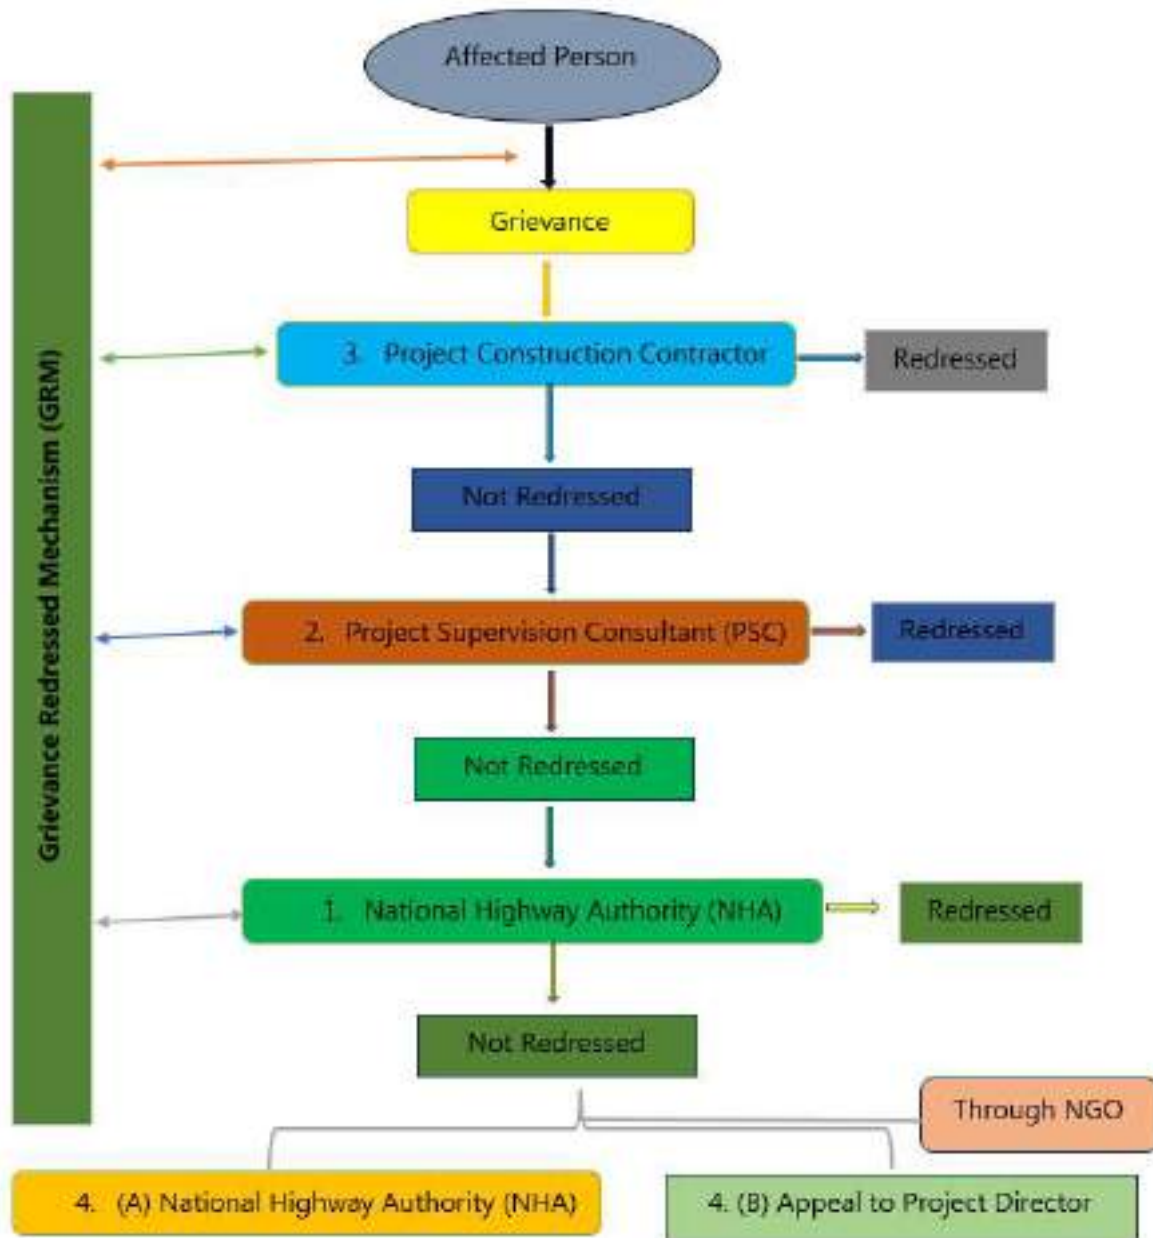 Affected Person
Grievance
Grievance Redressed Mechanism (GRM)
3. Project Construction Contractor
Redressed
Not Redressed
2. Project Supervision Consultant (PSC)
Redressed
Not Redressed
1. National Highway Authority (NHA)
Redressed
Not Redressed
Through NGO
4. (A) National Highway Authority (NHA)
4. (B) Appeal to Project Director